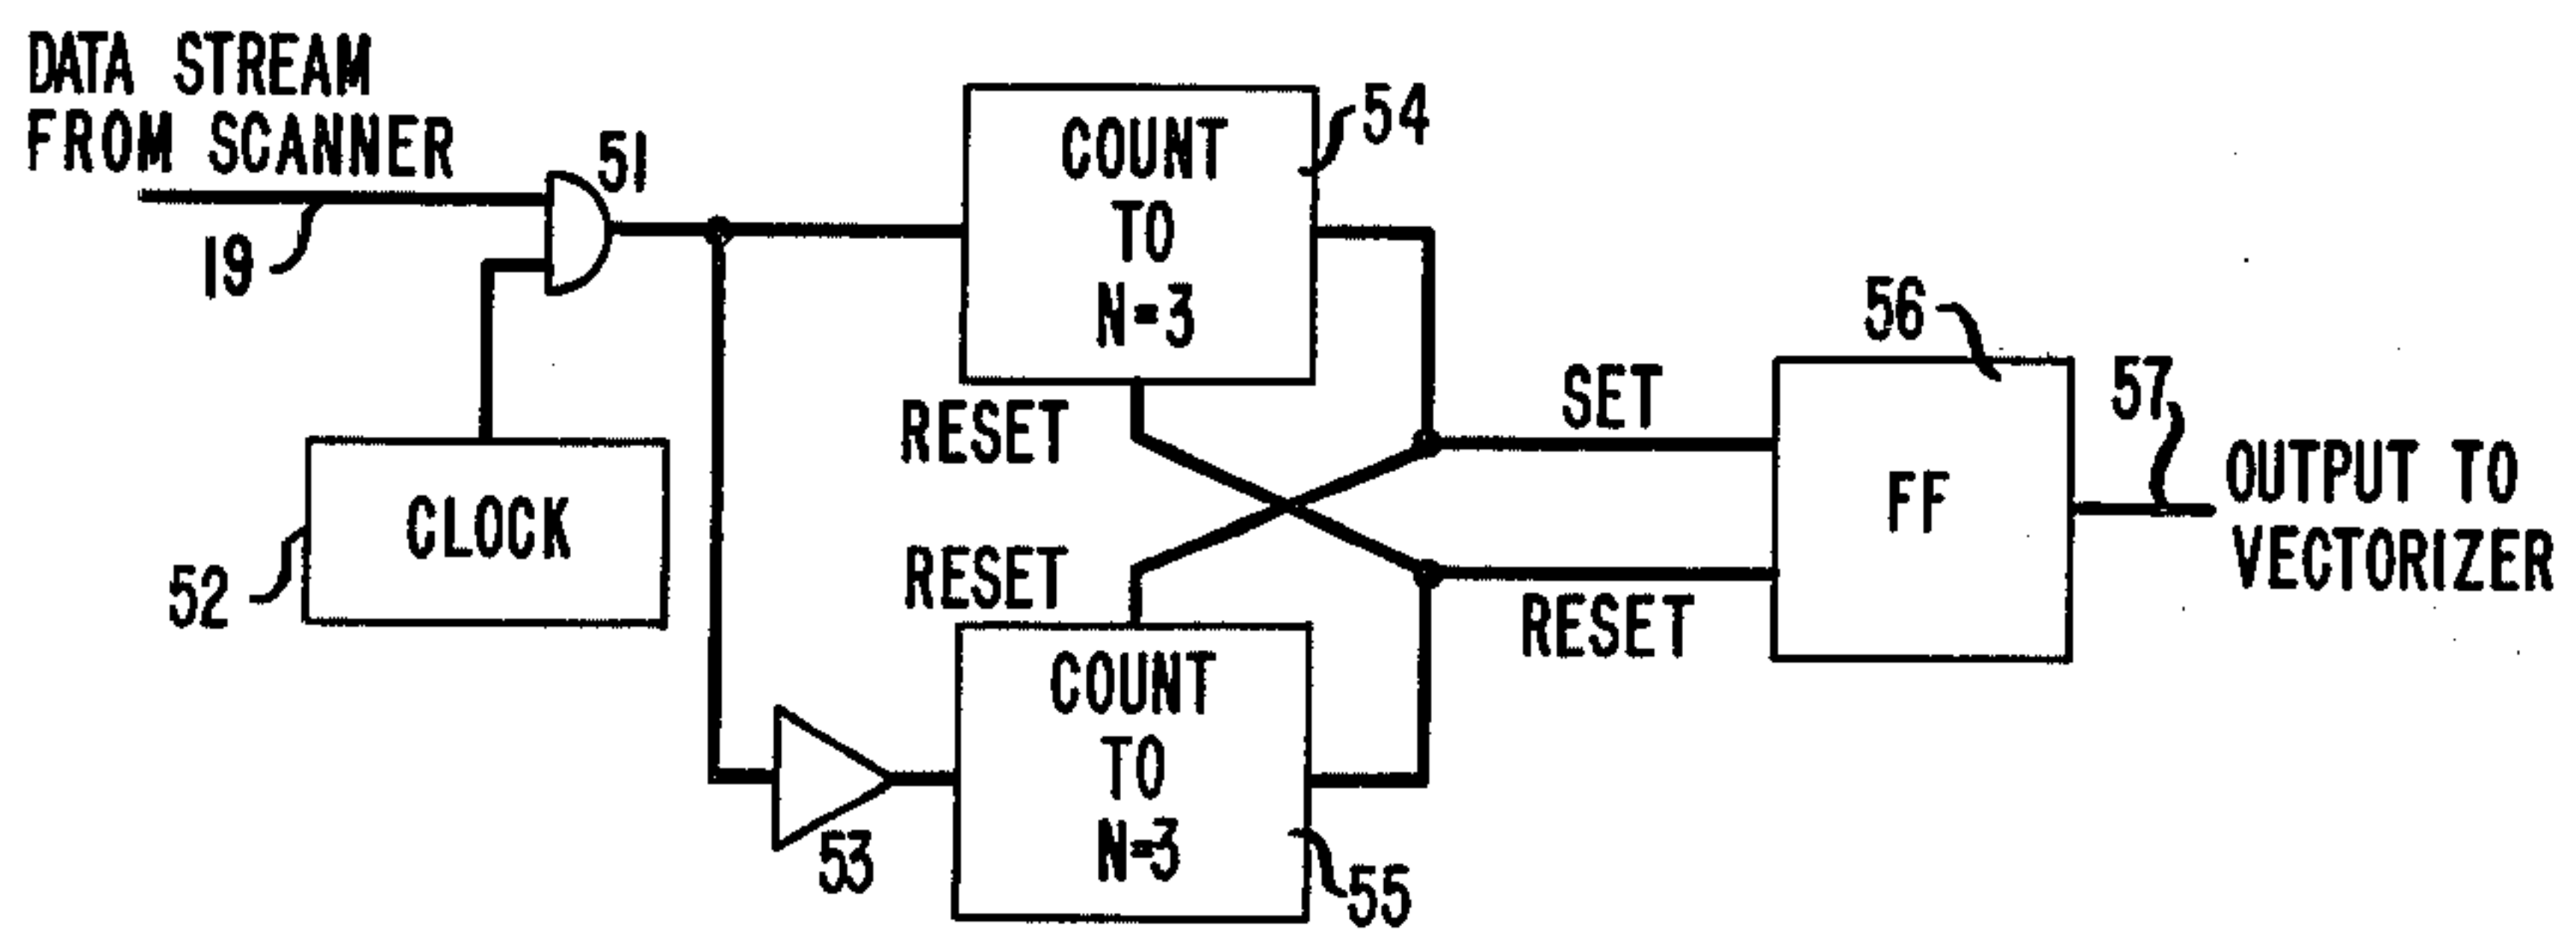 DATA STREAM
FROM SCANNER
19
51
CLOCK
52
53
COUNT
TO
N=3
54
RESET
RESET
COUNT
TO
N=3
55
SET
RESET
FF
56
57
OUTPUT TO
VECTORIZER